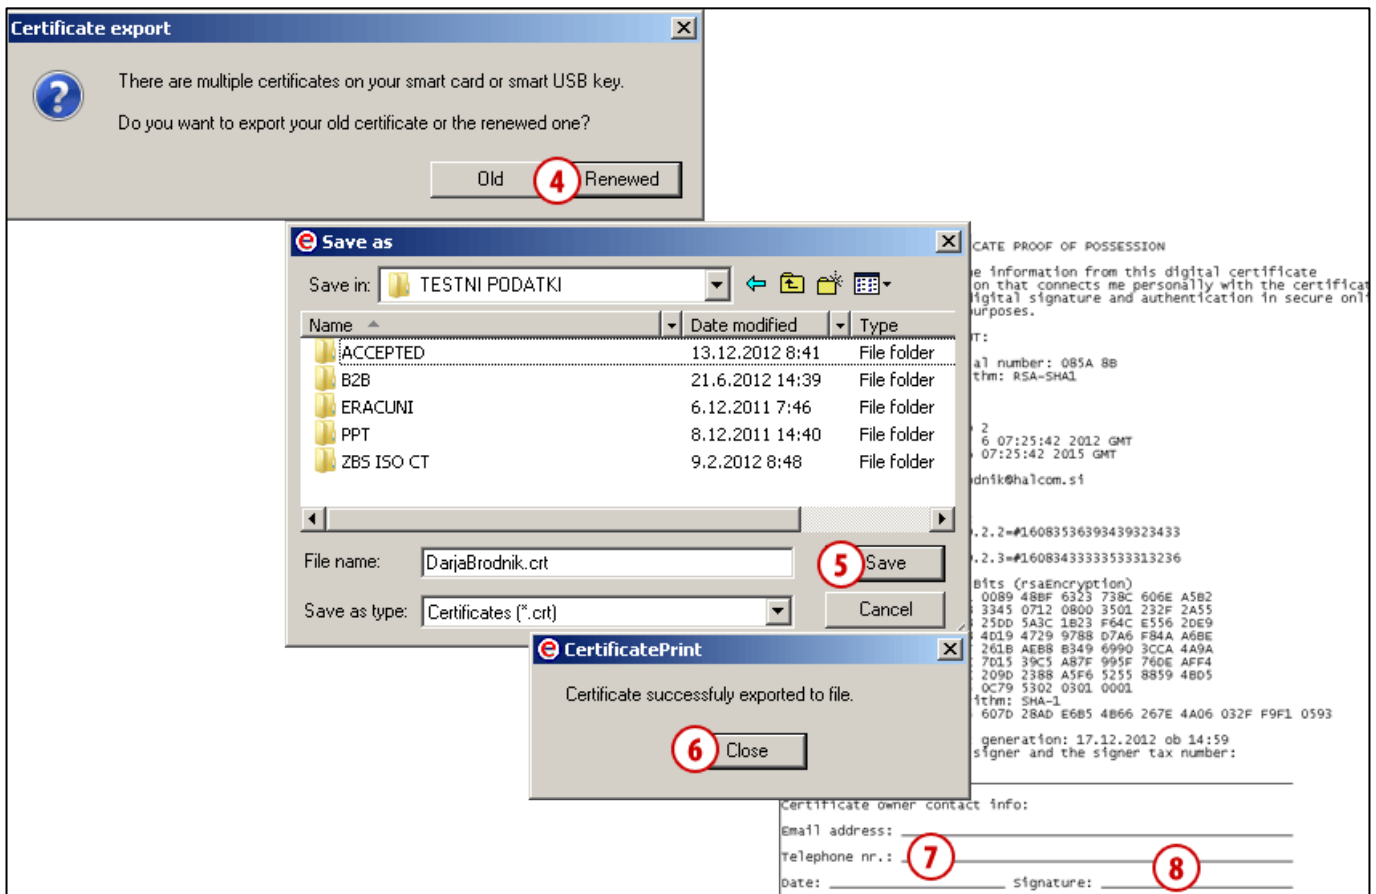 Certificate export
There are multiple certificates on your smart card or smart USB key.
Do you want to export your old certificate or the renewed one?
Old
4
Renewed
Save as
Save in:
TESTNI PODATKI
Name
Date modified
Type
ACCEPTED 13.12.2012 8:41 File folder
B2B 21.6.2012 14:39 File folder
ERACUNI 6.12.2011 7:46 File folder
PPT 8.12.2011 14:40 File folder
ZBS ISO CT 9.2.2012 8:48 File folder
File name:
DarjaBrodnik.crt
5
Save
Save as type:
Certificates (*.crt)
Cancel
CertificatePrint
Certificate successfuly exported to file.
6
Close
CATE PROOF OF POSSESSION
e information from this digital certificate
on that connects me personally with the certificat
igital signature and authentication in secure onli
urposes.
T:
al number: 085A 8B
thm: RSA-SHA1
2
6 07:25:42 2012 GMT
07:25:42 2015 GMT
dnik@halcom.si
.2.2=#16083536393439323433
.2.3=#16083433333533313236
Bits (rsaEncryption)
0089 48BF 6323 738C 606E A5B2
3345 0712 0800 3501 232F 2A55
25DD 5A3C 1B23 F64C E556 2DE9
4D19 4729 9788 D7A6 F84A A6BE
261B AEB8 B349 6990 3CCA 4A9A
7D15 39C5 A87F 995F 760E AFF4
209D 2388 A5F6 5255 8859 4BD5
0C79 5302 0301 0001
ithm: SHA-1
607D 28AD E6B5 4B66 267E 4A06 032F F9F1 0593
generation: 17.12.2012 ob 14:59
signer and the signer tax number:
Certificate owner contact info:
Email address:
Telephone nr.:
7
8
Date: Signature: